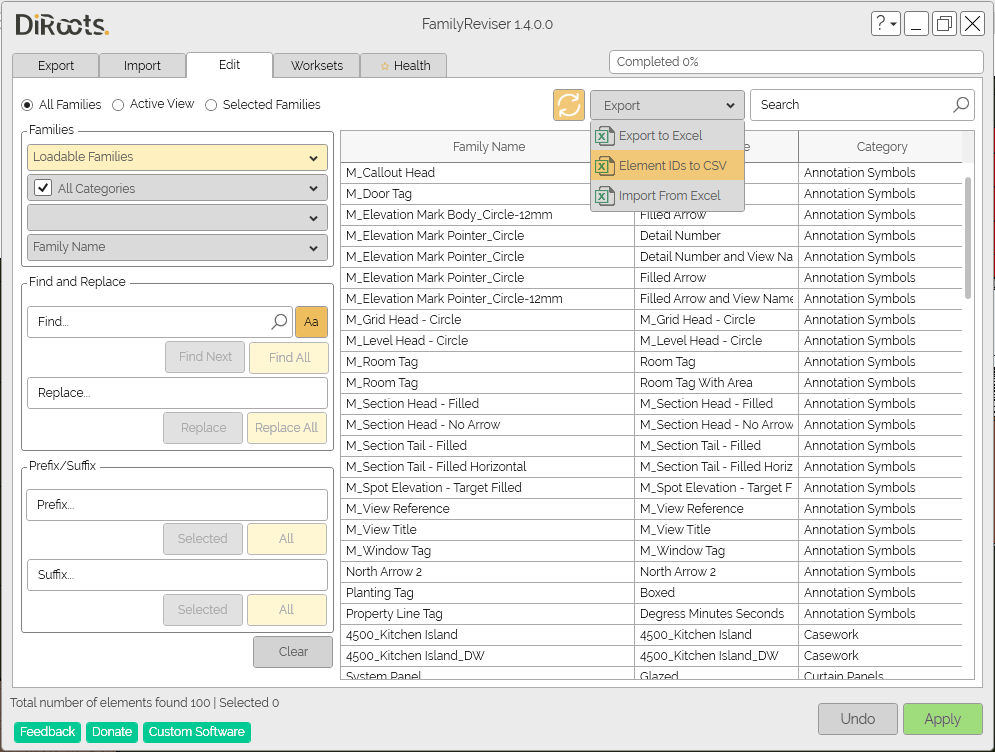 DiRoots.
FamilyReviser 1.4.0.0
?
Export
Import
Edit
Worksets
Health
Completed 0%
All Families
Active View
Selected Families
Export
Search
Export to Excel
Element IDs to CSV
Import From Excel
Families
Loadable Families
All Categories
Family Name
Find and Replace
Find...
Aa
Find Next
Find All
Replace...
Replace
Replace All
Prefix/Suffix
Prefix...
Selected
All
Suffix...
Selected
All
Clear
Family Name
Category
M_Callout Head Annotation Symbols
M_Door Tag Annotation Symbols
M_Elevation Mark Body_Circle-12mm Filled Arrow Annotation Symbols
M_Elevation Mark Pointer_Circle Detail Number Annotation Symbols
M_Elevation Mark Pointer_Circle Detail Number and View Na Annotation Symbols
M_Elevation Mark Pointer_Circle Filled Arrow Annotation Symbols
M_Elevation Mark Pointer_Circle-12mm Filled Arrow and View Name Annotation Symbols
M_Grid Head - Circle M_Grid Head - Circle Annotation Symbols
M_Level Head - Circle M_Level Head - Circle Annotation Symbols
M_Room Tag Room Tag Annotation Symbols
M_Room Tag Room Tag With Area Annotation Symbols
M_Section Head - Filled M_Section Head - Filled Annotation Symbols
M_Section Head - No Arrow M_Section Head - No Arrow Annotation Symbols
M_Section Tail - Filled M_Section Tail - Filled Annotation Symbols
M_Section Tail - Filled Horizontal M_Section Tail - Filled Horiz Annotation Symbols
M_Spot Elevation - Target Filled M_Spot Elevation - Target F Annotation Symbols
M_View Reference M_View Reference Annotation Symbols
M_View Title M_View Title Annotation Symbols
M_Window Tag M_Window Tag Annotation Symbols
North Arrow 2 North Arrow 2 Annotation Symbols
Planting Tag Boxed Annotation Symbols
Property Line Tag Degress Minutes Seconds Annotation Symbols
4500_Kitchen Island 4500_Kitchen Island Casework
4500_Kitchen Island_DW 4500_Kitchen Island_DW Casework
System Panel Glazed Curtain Panels
Total number of elements found 100 | Selected 0
Feedback
Donate
Custom Software
Undo
Apply